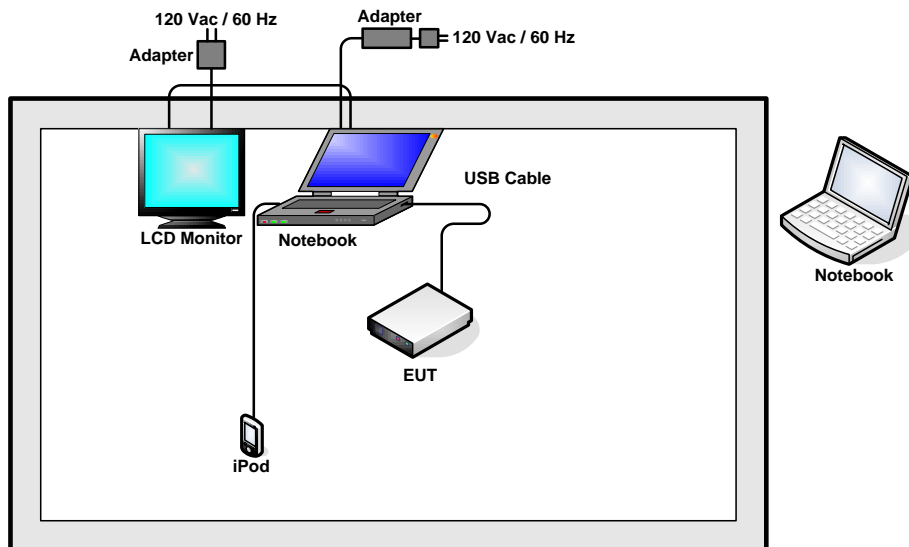 120 Vac / 60 Hz
Adapter
Adapter
120 Vac / 60 Hz
USB Cable
LCD Monitor
Notebook
Notebook
EUT
iPod